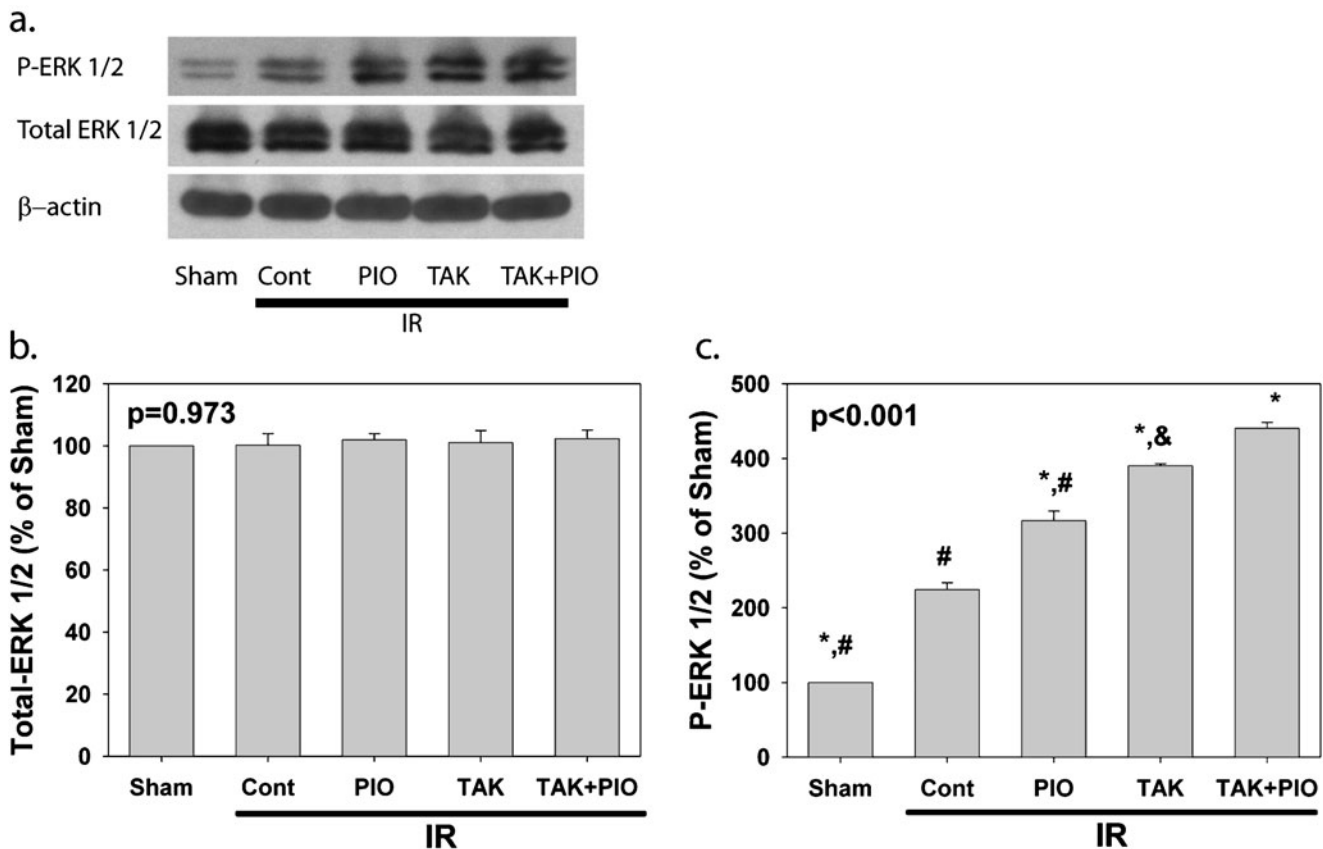 a.
P-ERK 1/2
Total ERK 1/2
β–actin
Sham Cont PIO TAK TAK+PIO
IR
b.
Total-ERK 1/2 (% of Sham)
120
100
80
60
40
20
0
p=0.973
Sham Cont PIO TAK TAK+PIO
IR
c.
P-ERK 1/2 (% of Sham)
500
400
300
200
100
0
p<0.001
*,#
#
*,#
*,&
*
Sham Cont PIO TAK TAK+PIO
IR